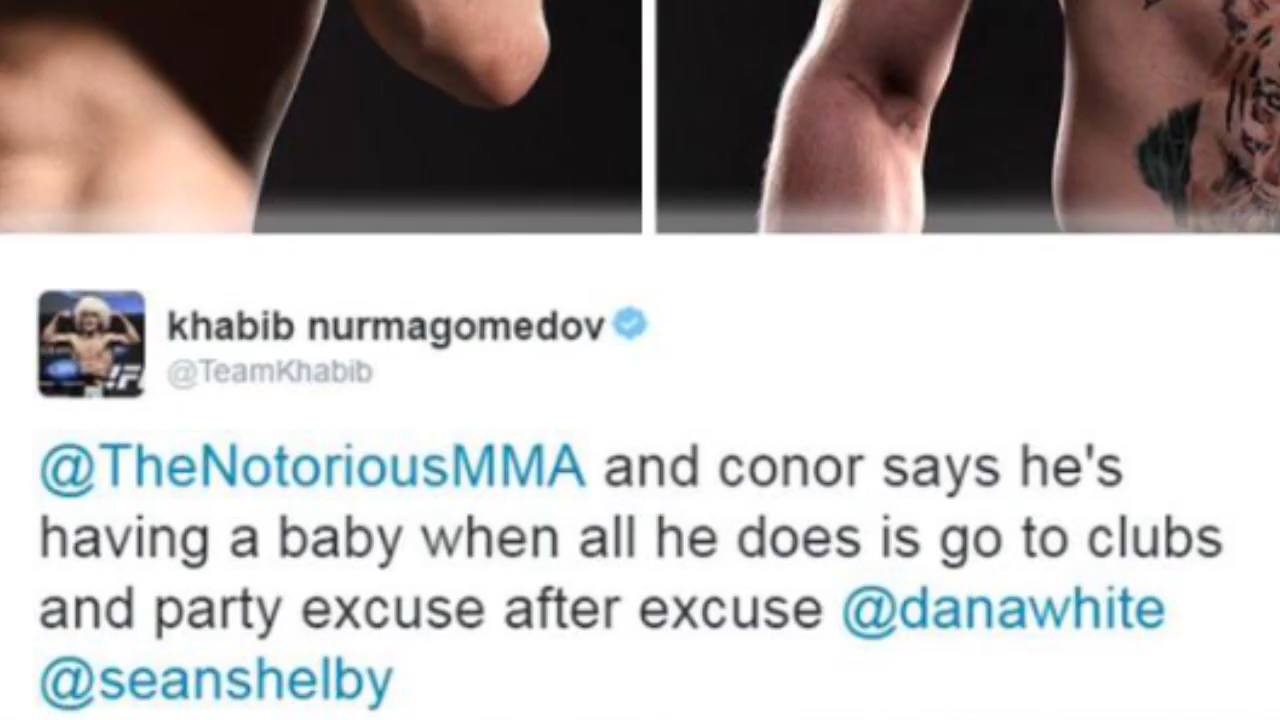 khabib nurmagomedov
@TeamKhabib
@TheNotoriousMMA and conor says he's
having a baby when all he does is go to clubs
and party excuse after excuse @danawhite
@seanshelby